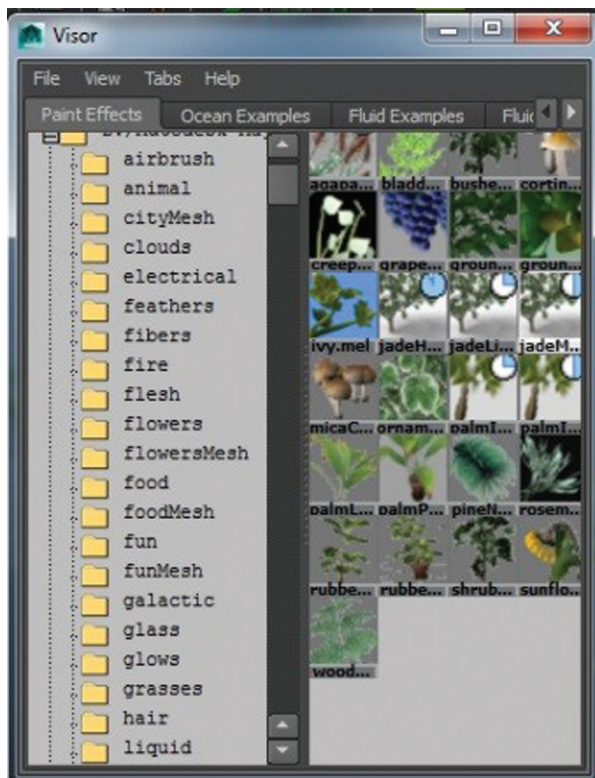 Visor
File View Tabs Help
Paint Effects Ocean Examples Fluid Examples Fluid
airbrush
animal
cityMesh
clouds
electrical
feathers
fibers
fire
flesh
flowers
flowersMesh
food
foodMesh
fun
funMesh
galactic
glass
glows
grasses
hair
liquid
agapa... bladd... bushe... cortin...
creep... grape... groun... groun...
ivy.mel jadeH... jadeLi... jadeM...
micaC... ornam... palmI... palmI...
palmL... palmP... pineN... rosem...
rubbe... rubbe... shrub... sunflo...
wood...